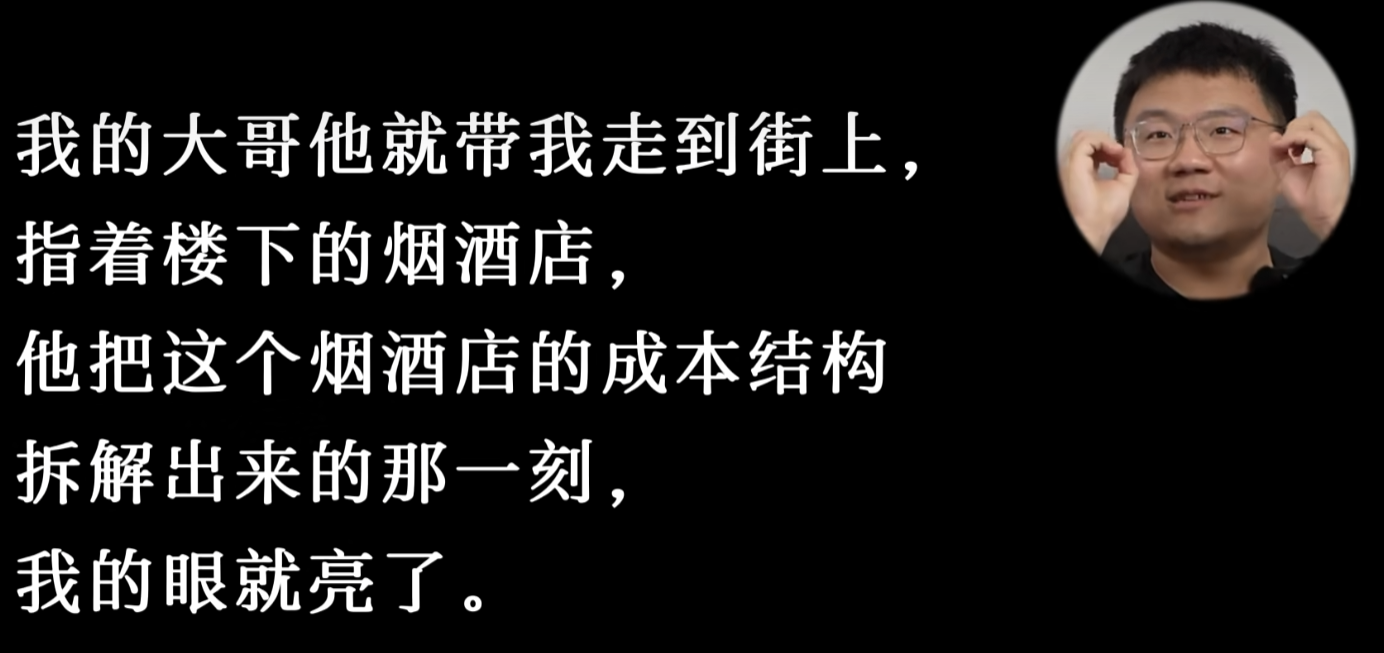 我的大哥他就带我走到街上，
指着楼下的烟酒店，
他把这个烟酒店的成本结构
拆解出来的那一刻，
我的眼就亮了。